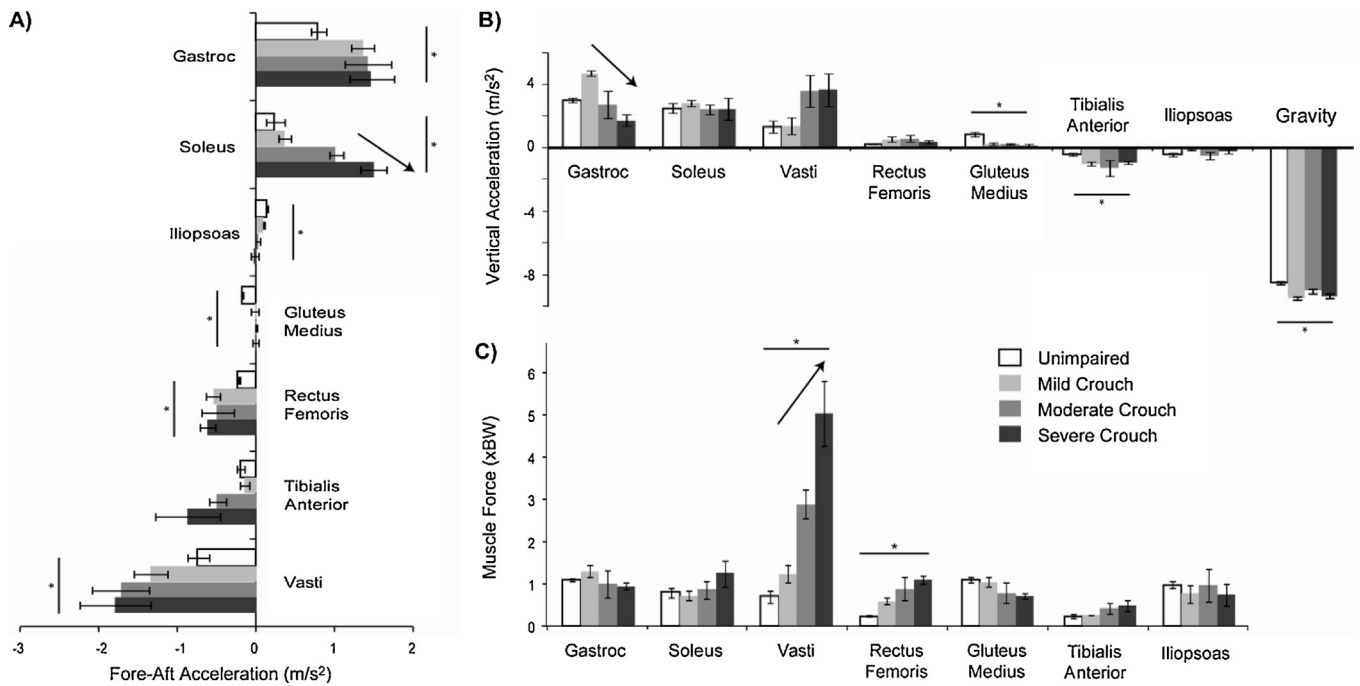 A)
Gastroc
*
Soleus
*
Iliopsoas
*
Gluteus
Medius
*
Rectus
Femoris
*
Tibialis
Anterior
Vasti
*
-3 -2 -1 0 1 2
Fore-Aft Acceleration (m/s²)
B)
Vertical Acceleration (m/s²)
4
0
-4
-8
Gastroc
Soleus
Vasti
Rectus
Femoris
*
Gluteus
Medius
Tibialis
Anterior
*
Iliopsoas
Gravity
*
C)
Muscle Force (xBW)
6
5
4
3
2
1
0
*
*
Unimpaired
Mild Crouch
Moderate Crouch
Severe Crouch
Gastroc
Soleus
Vasti
Rectus
Femoris
Gluteus
Medius
Tibialis
Anterior
Iliopsoas